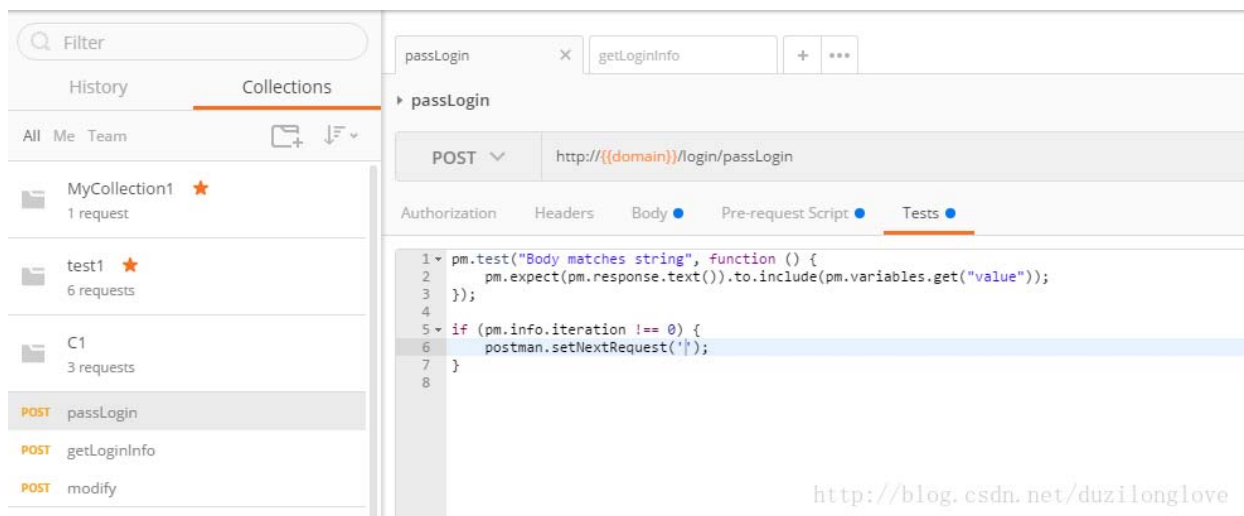 Filter
History Collections
All Me Team
MyCollection1
1 request
test1
6 requests
C1
3 requests
POST passLogin
POST getLoginInfo
POST modify
passLogin × getLoginInfo + •••
passLogin
POST http://{{domain}}/login/passLogin
Authorization Headers Body Pre-request Script Tests
1 pm.test("Body matches string", function () {
2 pm.expect(pm.response.text()).to.include(pm.variables.get("value"));
3 });
4
5 if (pm.info.iteration !== 0) {
6 postman.setNextRequest('');
7 }
8
http://blog.csdn.net/duzilonglove